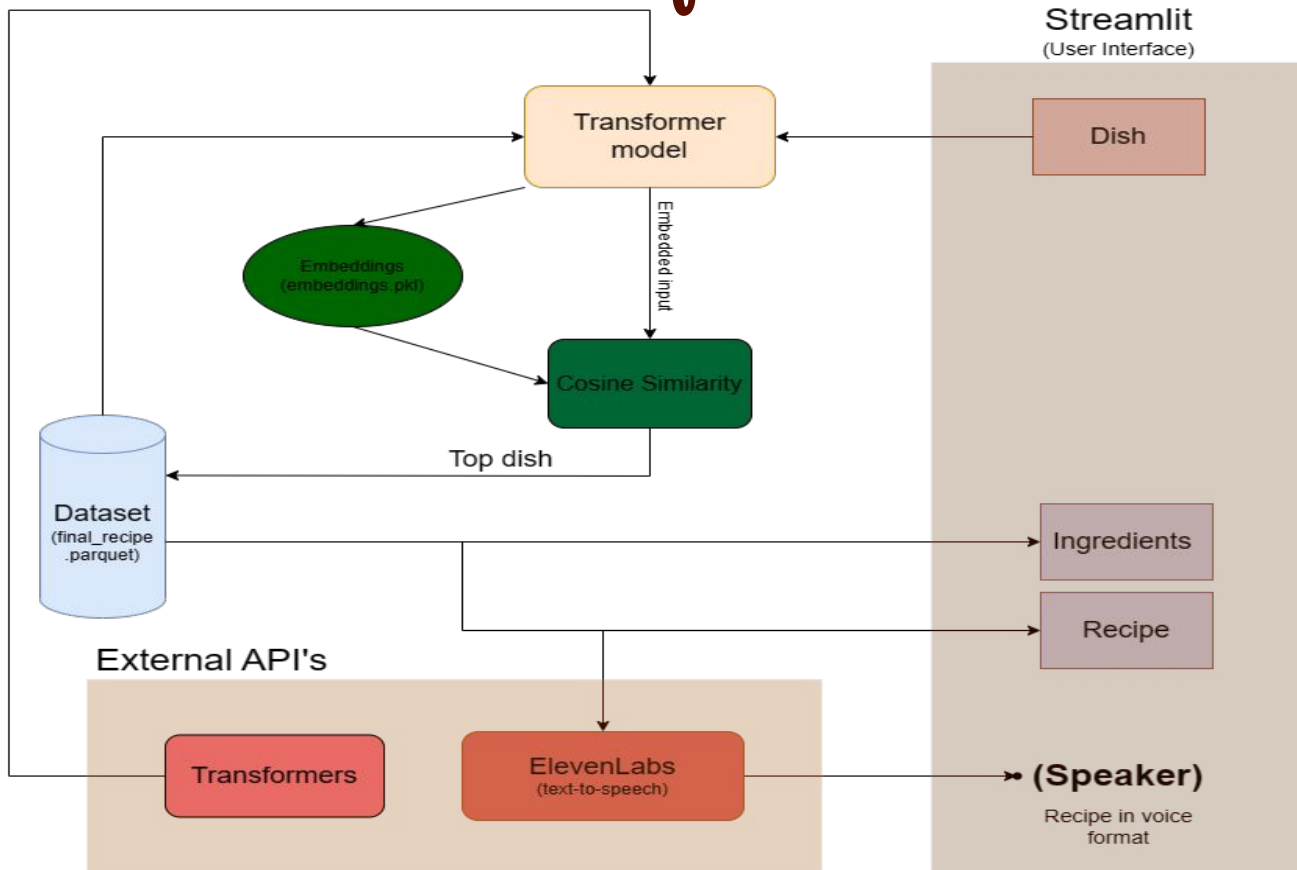 Streamlit
(User Interface)
Transformer
model
Dish
Embedded input
Embeddings
(embeddings.pkl)
Cosine Similarity
Top dish
Dataset
(final_recipe
.parquet)
Ingredients
Recipe
External API's
Transformers
ElevenLabs
(text-to-speech)
(Speaker)
Recipe in voice
format